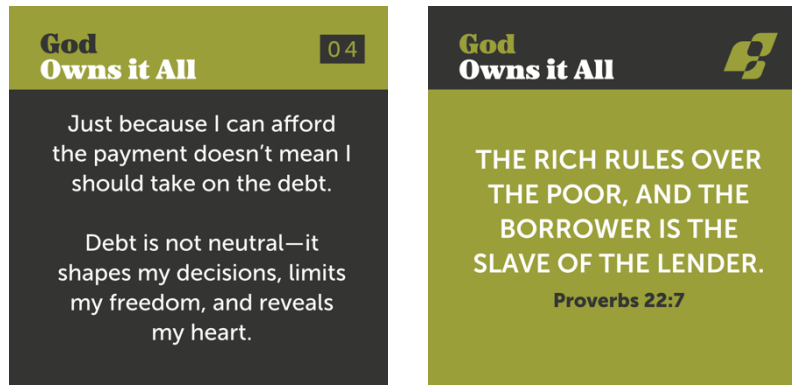 God
Owns it All
04
Just because I can afford
the payment doesn’t mean I
should take on the debt.
Debt is not neutral—it
shapes my decisions, limits
my freedom, and reveals
my heart.
God
Owns it All
THE RICH RULES OVER
THE POOR, AND THE
BORROWER IS THE
SLAVE OF THE LENDER.
Proverbs 22:7